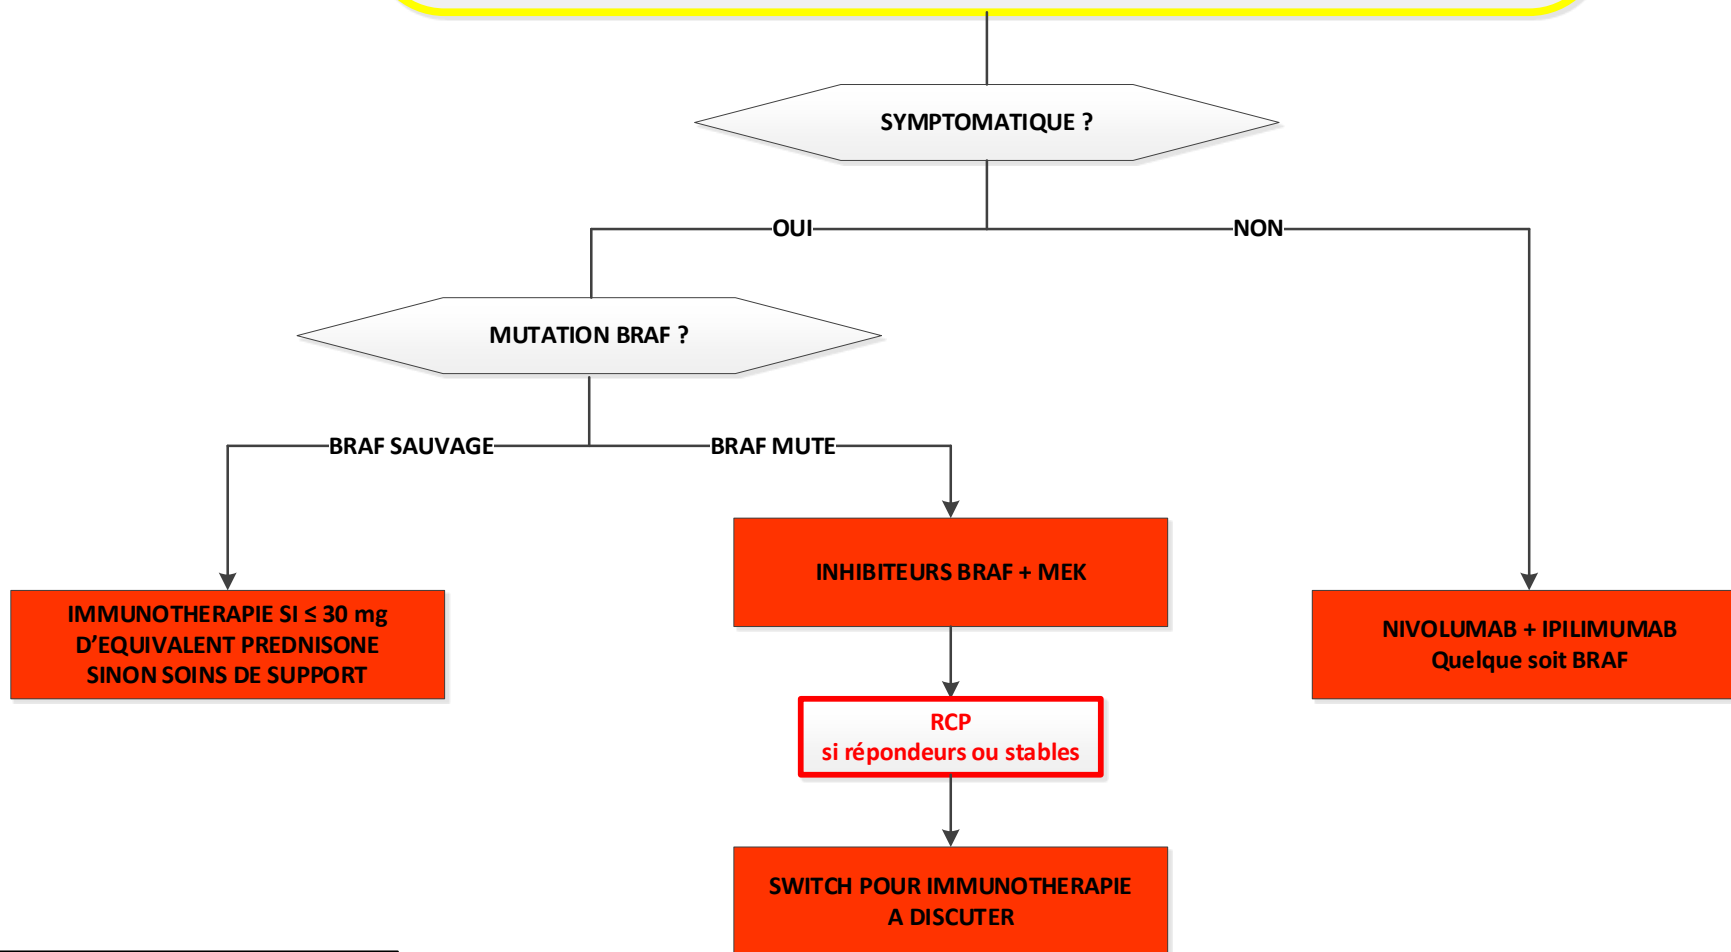 SYMPTOMATIQUE ?
OUI
NON
MUTATION BRAF ?
BRAF SAUVAGE
BRAF MUTE
INHIBITEURS BRAF + MEK
IMMUNOTHERAPIE SI ≤ 30 mg
D’EQUIVALENT PREDNISONE
SINON SOINS DE SUPPORT
NIVOLUMAB + IPILIMUMAB
Quelque soit BRAF
RCP
si répondeurs ou stables
SWITCH POUR IMMUNOTHERAPIE
A DISCUTER